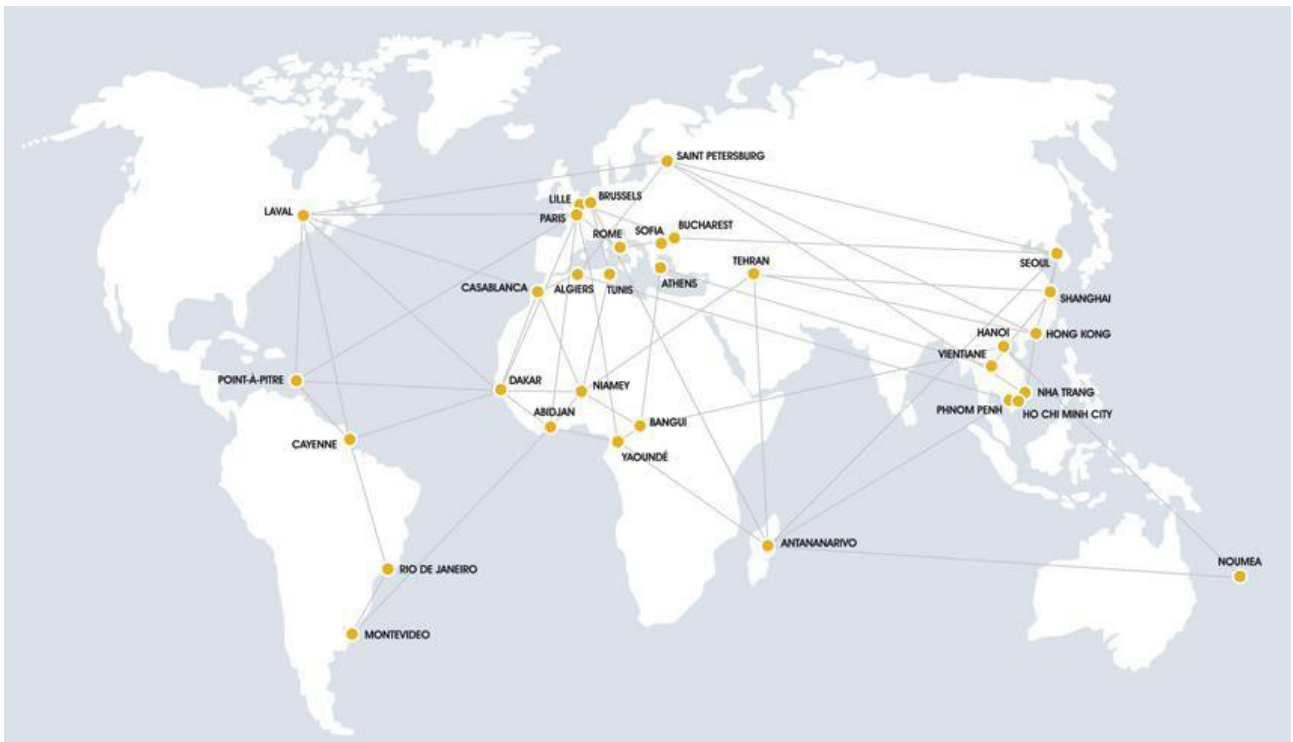 SAINT PETERSBURG
LILLE
BRUSSELS
LAVAL
PARIS
ROME
SOFIA
BUCHAREST
TEHRAN
SEOUL
CASABLANCA
ALGIERS
TUNIS
ATHENS
SHANGHAI
HANOI
HONG KONG
VIENTIANE
POINT-À-PITRE
DAKAR
NIAMEY
NHA TRANG
ABIDJAN
PHNOM PENH
HO CHI MINH CITY
BANGUI
CAYENNE
YAOUNDÉ
ANTANANARIVO
NOUMEA
RIO DE JANEIRO
MONTEVIDEO